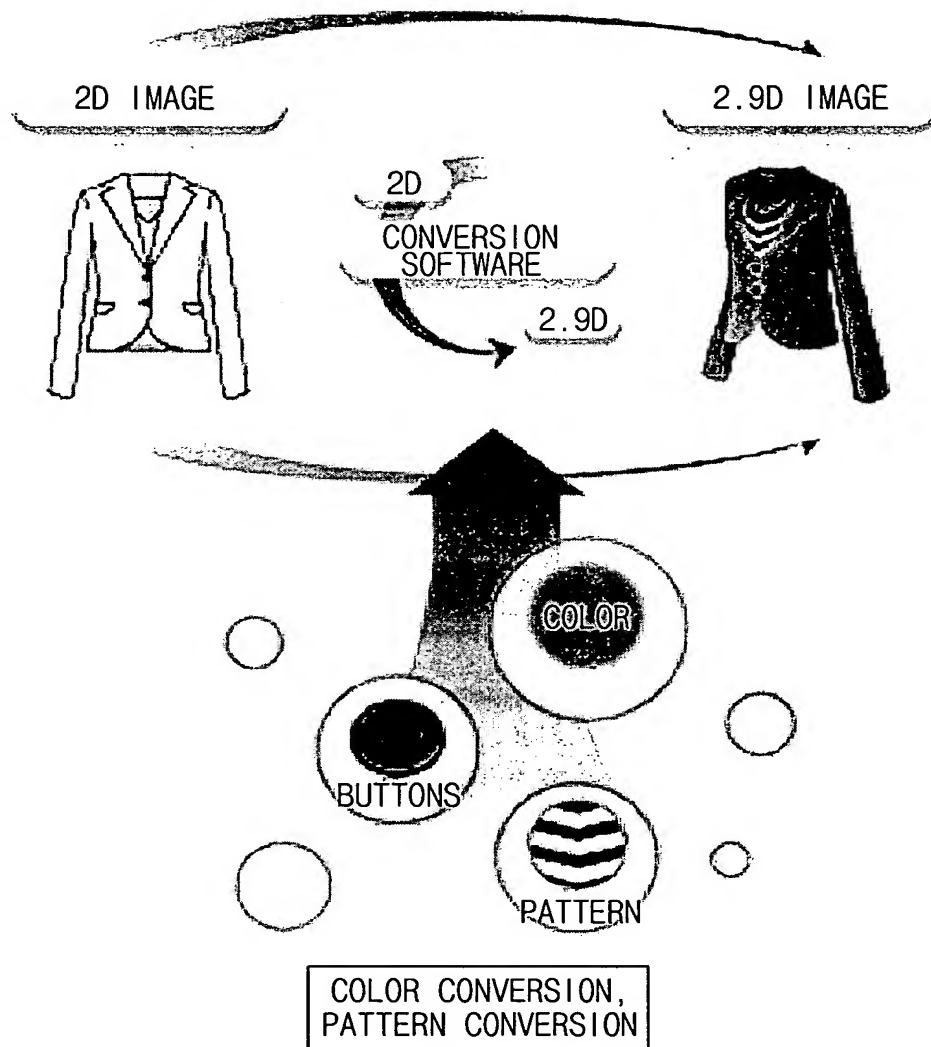 2D IMAGE
2.9D IMAGE
2D
CONVERSION
SOFTWARE
2.9D
COLOR
BUTTONS
PATTERN
COLOR CONVERSION,
PATTERN CONVERSION